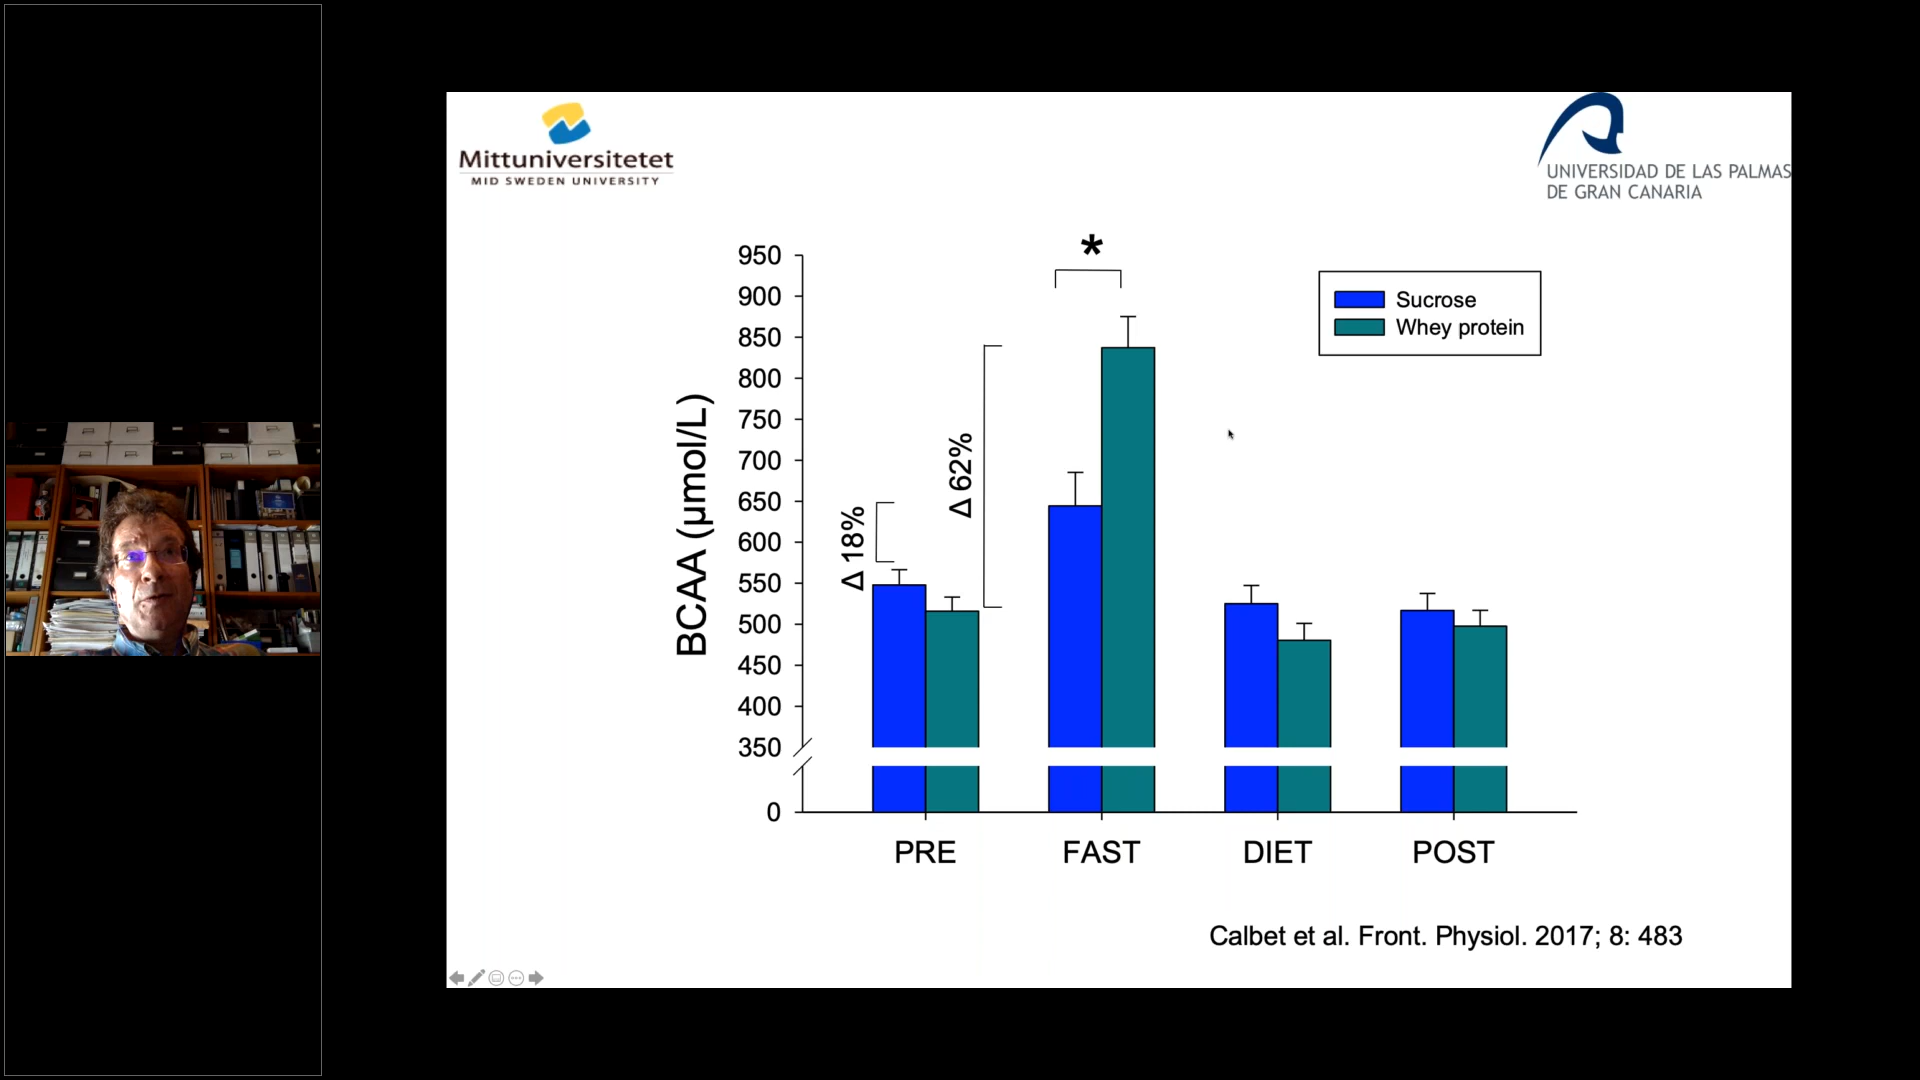 Mittuniversitetet
MID SWEDEN UNIVERSITY
UNIVERSIDAD DE LAS PALMAS
DE GRAN CANARIA
*
950
900
850
800
750
700
650
600
550
500
450
400
350
0
BCAA (μmol/L)
Δ 18%
Δ 62%
Sucrose
Whey protein
PRE
FAST
DIET
POST
Calbet et al. Front. Physiol. 2017; 8: 483